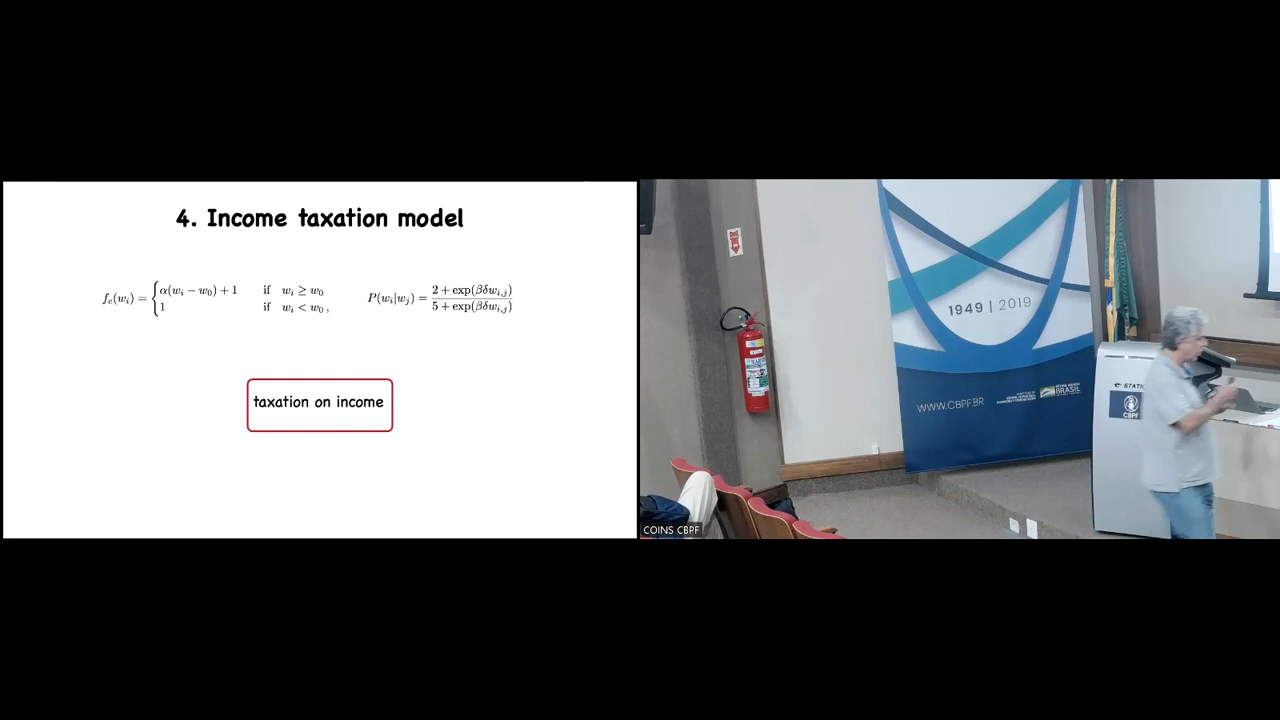 4. Income taxation model
f_c(w_i) = { α(w_i − w_0) + 1 if w_i ≥ w_0
1 if w_i < w_0 ,
P(w_i|w_j) = (2 + exp(βδw_{i,j})) / (5 + exp(βδw_{i,j}))
taxation on income
1949 | 2019
WWW.CBPF.BR
BRASIL
CBPF
COINS CBPF